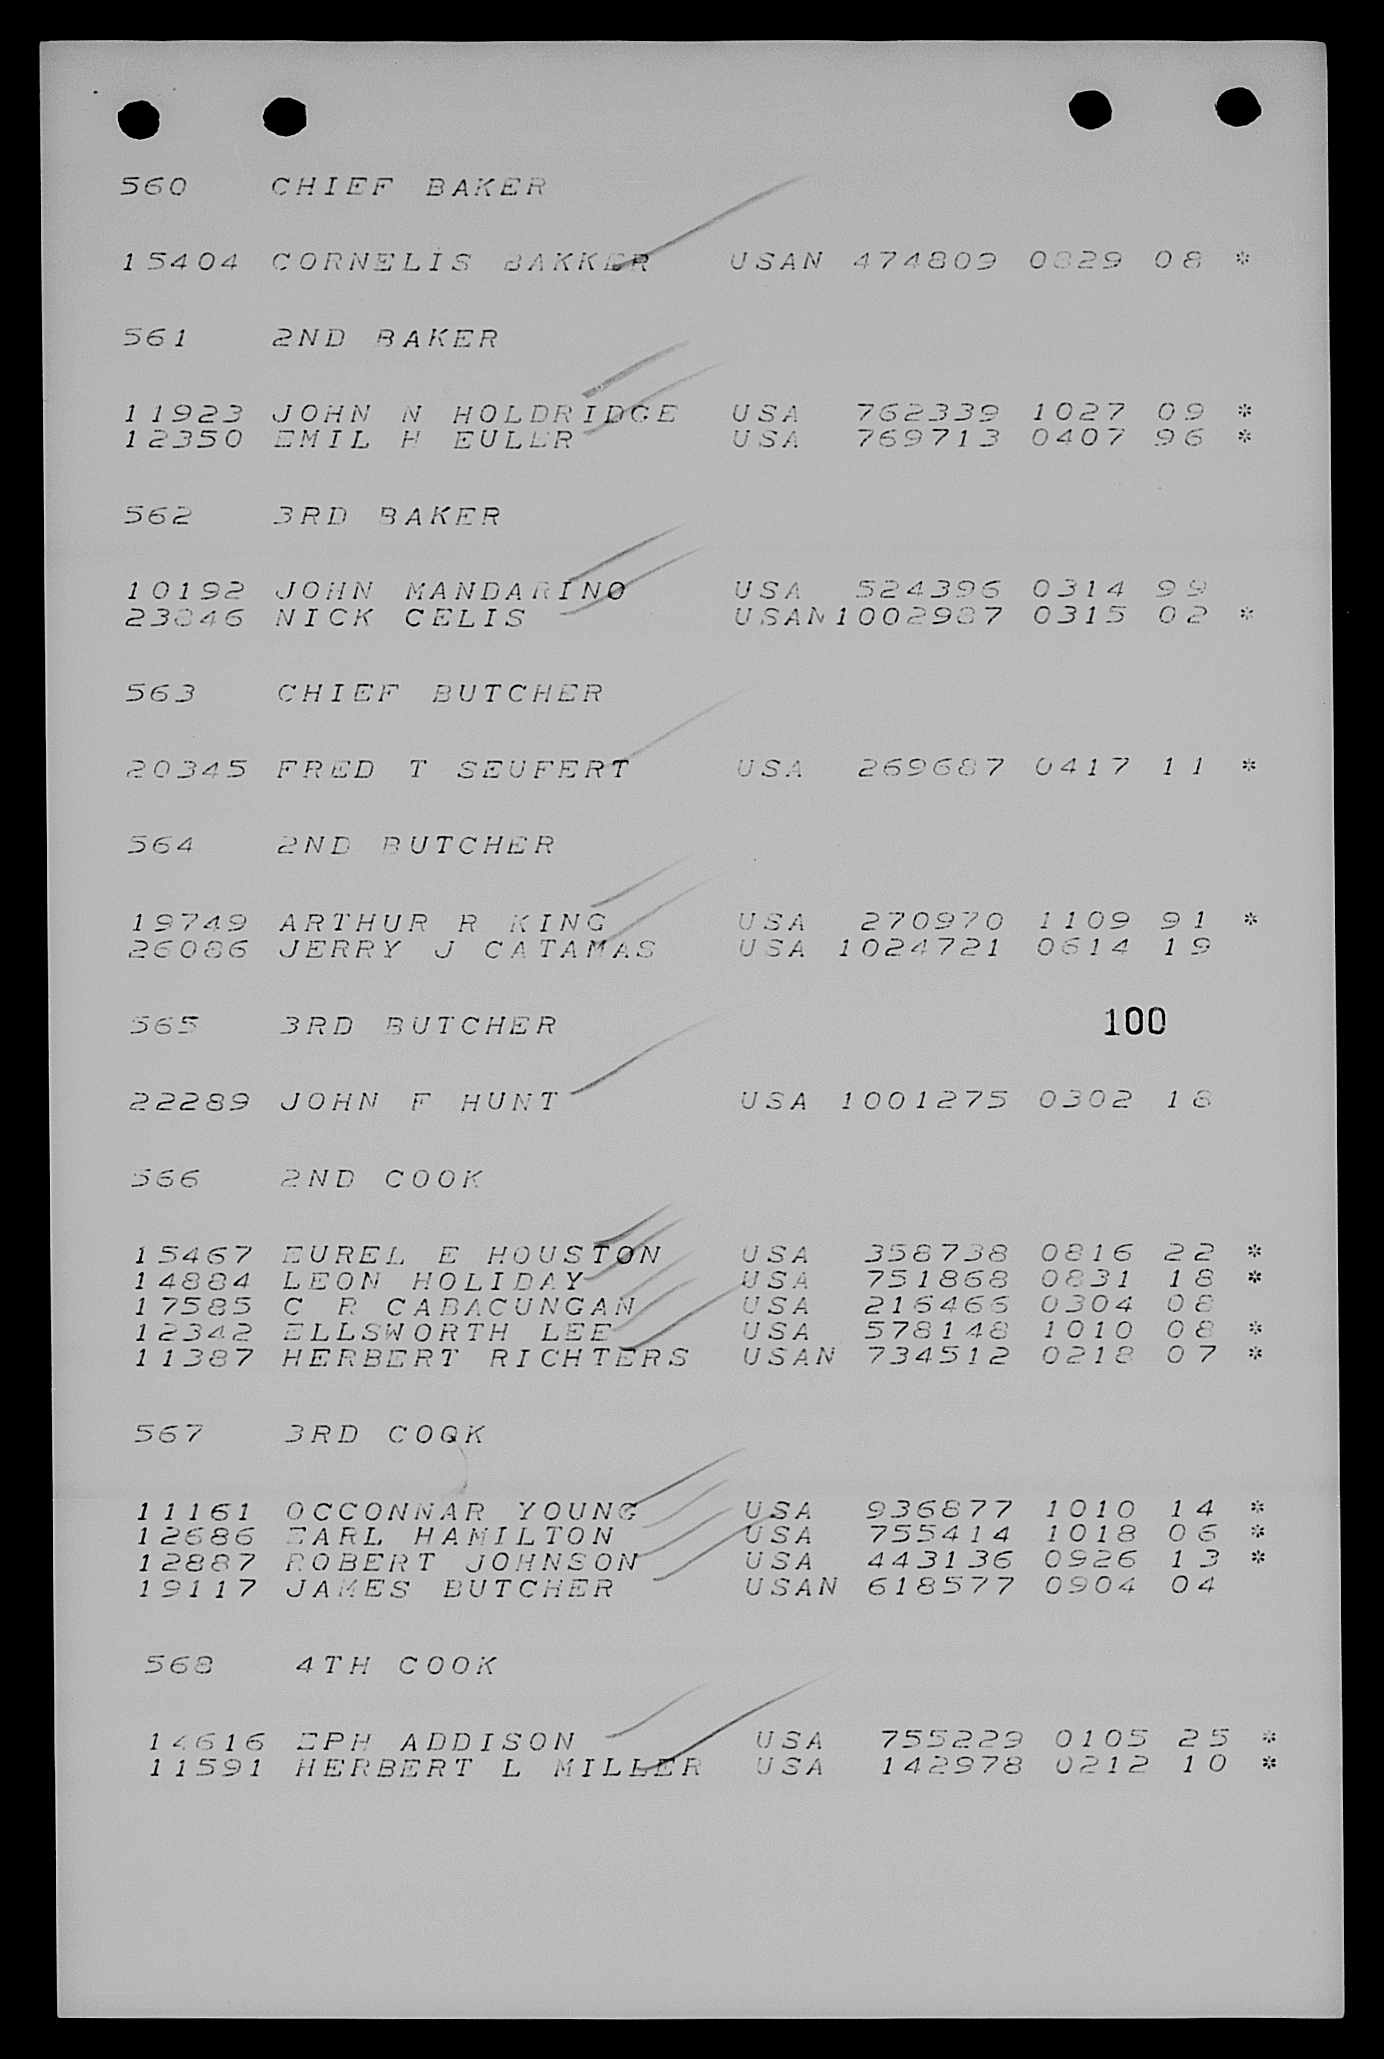 560 CHIEF BAKER
15404 CORNELIS BAKKER USAN 474809 0829 08 *
561 2ND BAKER
11923 JOHN N HOLDRIDGE USA 762339 1027 09 *
12350 EMIL H EULER USA 769713 0407 96 *
562 3RD BAKER
10192 JOHN MANDARINO USA 524396 0314 99
23846 NICK CELIS USAN1002987 0315 02 *
563 CHIEF BUTCHER
20345 FRED T SEUFERT USA 269687 0417 11 *
564 2ND BUTCHER
19749 ARTHUR R KING USA 270970 1109 91 *
26086 JERRY J CATAMAS USA 1024721 0614 19
565 3RD BUTCHER 100
22289 JOHN F HUNT USA 1001275 0302 18
566 2ND COOK
15467 EUREL E HOUSTON USA 358738 0816 22 *
14884 LEON HOLIDAY USA 751868 0831 18 *
17585 C R CABACUNGAN USA 216466 0304 08
12342 ELLSWORTH LEE USA 578148 1010 08 *
11387 HERBERT RICHTERS USAN 734512 0218 07 *
567 3RD COOK
11161 OCCONNAR YOUNG USA 936877 1010 14 *
12686 EARL HAMILTON USA 755414 1018 06 *
12887 ROBERT JOHNSON USA 443136 0926 13 *
19117 JAMES BUTCHER USAN 618577 0904 04
568 4TH COOK
14616 EPH ADDISON USA 755229 0105 25 *
11591 HERBERT L MILLER USA 142978 0212 10 *